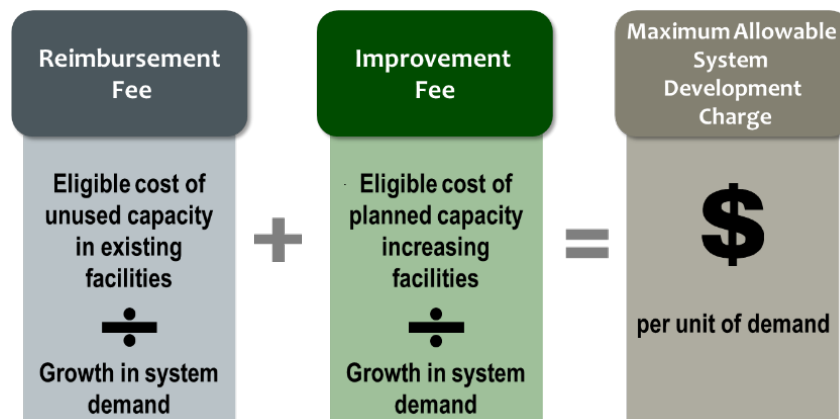 Reimbursement
Fee
Eligible cost of
unused capacity
in existing
facilities
÷
Growth in system
demand
+
Improvement
Fee
Eligible cost of
planned capacity
increasing
facilities
÷
Growth in system
demand
=
Maximum Allowable
System
Development
Charge
$
per unit of demand